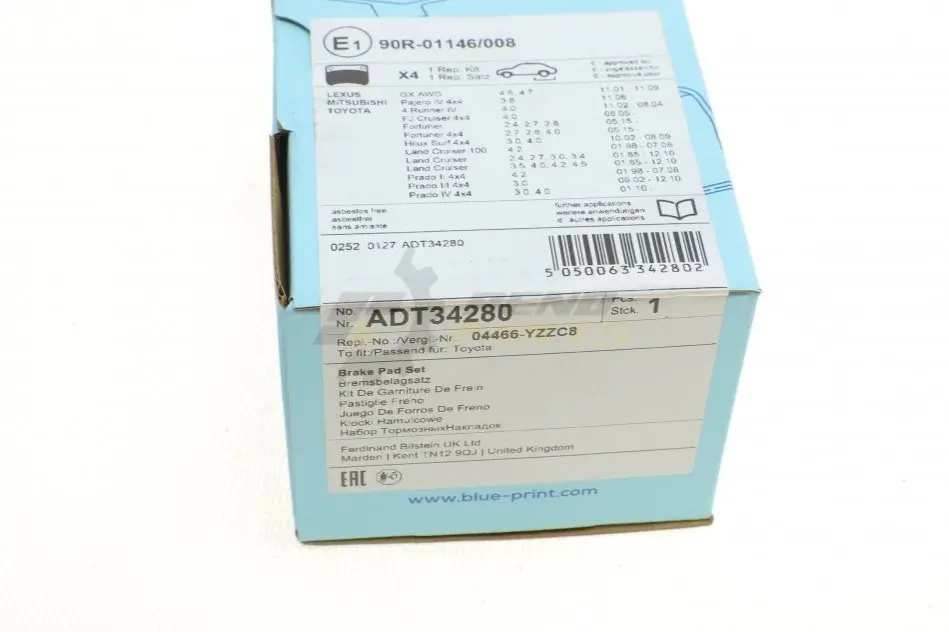 E1 90R-01146/008
X4 1 Rep. Kit
1 Rep. Satz
LEXUS GX AWD 4.6, 4.7 11.01 - 11.09
MITSUBISHI Pajero IV 4x4 3.8 11.06 -
TOYOTA 4 Runner IV 4.0 11.02 - 08.04
FJ Cruiser 4x4 4.0 08.05 -
Fortuner 2.4, 2.7, 2.8 05.15 -
Fortuner 4x4 2.7, 2.8, 4.0 05.15 -
Hilux Surf 4x4 3.0, 4.0 10.02 - 08.09
Land Cruiser 100 4.2 01.98 - 07.08
Land Cruiser 2.4, 2.7, 3.0, 3.4 01.85 - 12.10
Land Cruiser 3.5, 4.0, 4.2, 4.5 01.85 - 12.10
Prado II 4x4 4.2 01.98 - 07.08
Prado III 4x4 3.0 09.02 - 12.10
Prado IV 4x4 3.0, 4.0 01.10 -
asbestos free
asbestfrei
sans amiante
further applications
weitere anwendungen
d' autres applications
0252 0127 ADT34280
5 050063 342802
No.
Nr. ADT34280
Pcs.
Stck. 1
Repl.-No./Vergl.-Nr. 04466-YZZC8
To fit:/Passend für: Toyota
Brake Pad Set
Bremsbelagsatz
Kit De Garniture De Frein
Pastiglie Freno
Juego De Forros De Freno
Klocki Hamulcowe
Набор ТормозныхНакладок
Ferdinand Bilstein UK Ltd
Marden | Kent TN12 9QJ | United Kingdom
EAC
www.blue-print.com